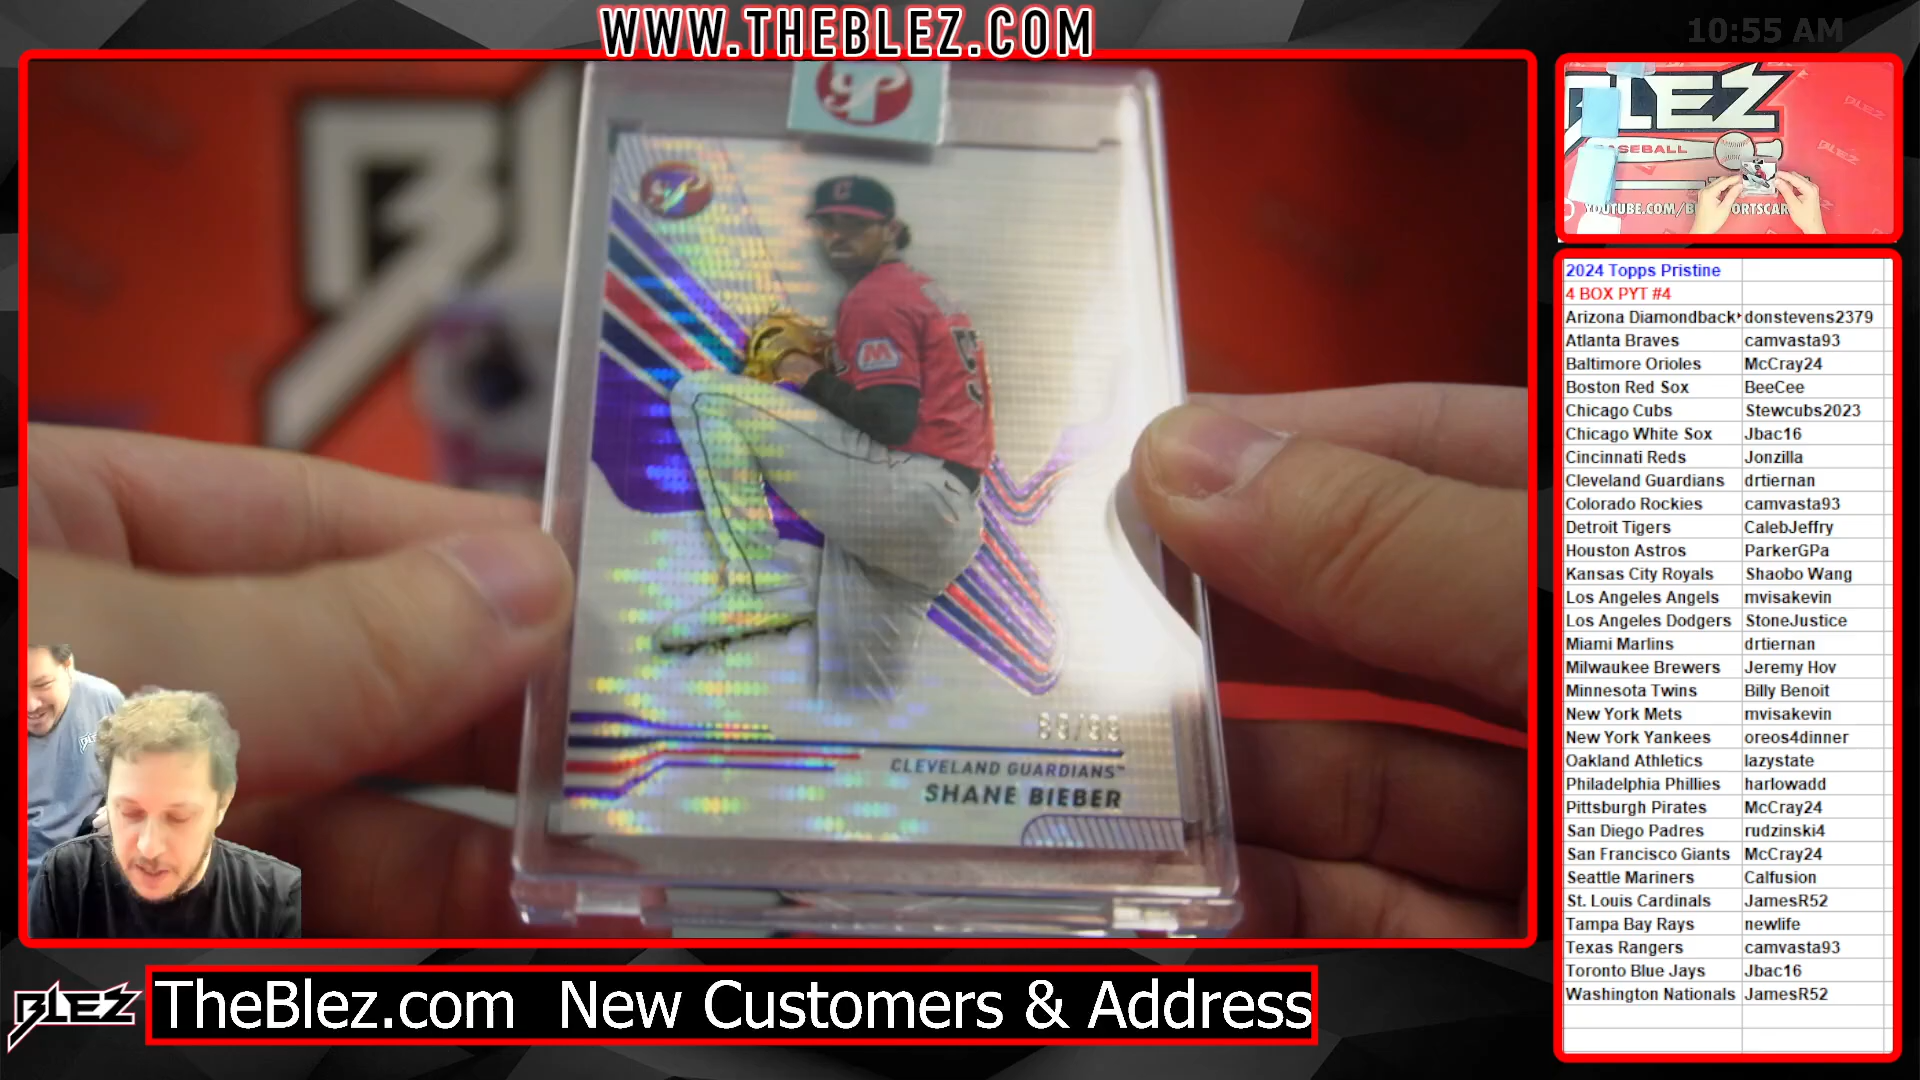 WWW.THEBLEZ.COM
10:55 AM
BLEZ
BASEBALL
BLEZ
BLEZ
C
M
CLEVELAND GUARDIANS™
SHANE BIEBER
2024 Topps Pristine
4 BOX PYT #4
Arizona Diamondback donstevens2379
Atlanta Braves camvasta93
Baltimore Orioles McCray24
Boston Red Sox BeeCee
Chicago Cubs Stewcubs2023
Chicago White Sox Jbac16
Cincinnati Reds Jonzilla
Cleveland Guardians drtiernan
Colorado Rockies camvasta93
Detroit Tigers CalebJeffry
Houston Astros ParkerGPa
Kansas City Royals Shaobo Wang
Los Angeles Angels mvisakevin
Los Angeles Dodgers StoneJustice
Miami Marlins drtiernan
Milwaukee Brewers Jeremy Hov
Minnesota Twins Billy Benoit
New York Mets mvisakevin
New York Yankees oreos4dinner
Oakland Athletics lazystate
Philadelphia Phillies harlowadd
Pittsburgh Pirates McCray24
San Diego Padres rudzinski4
San Francisco Giants McCray24
Seattle Mariners Calfusion
St. Louis Cardinals JamesR52
Tampa Bay Rays newlife
Texas Rangers camvasta93
Toronto Blue Jays Jbac16
Washington Nationals JamesR52
BLEZ
TheBlez.com New Customers & Address